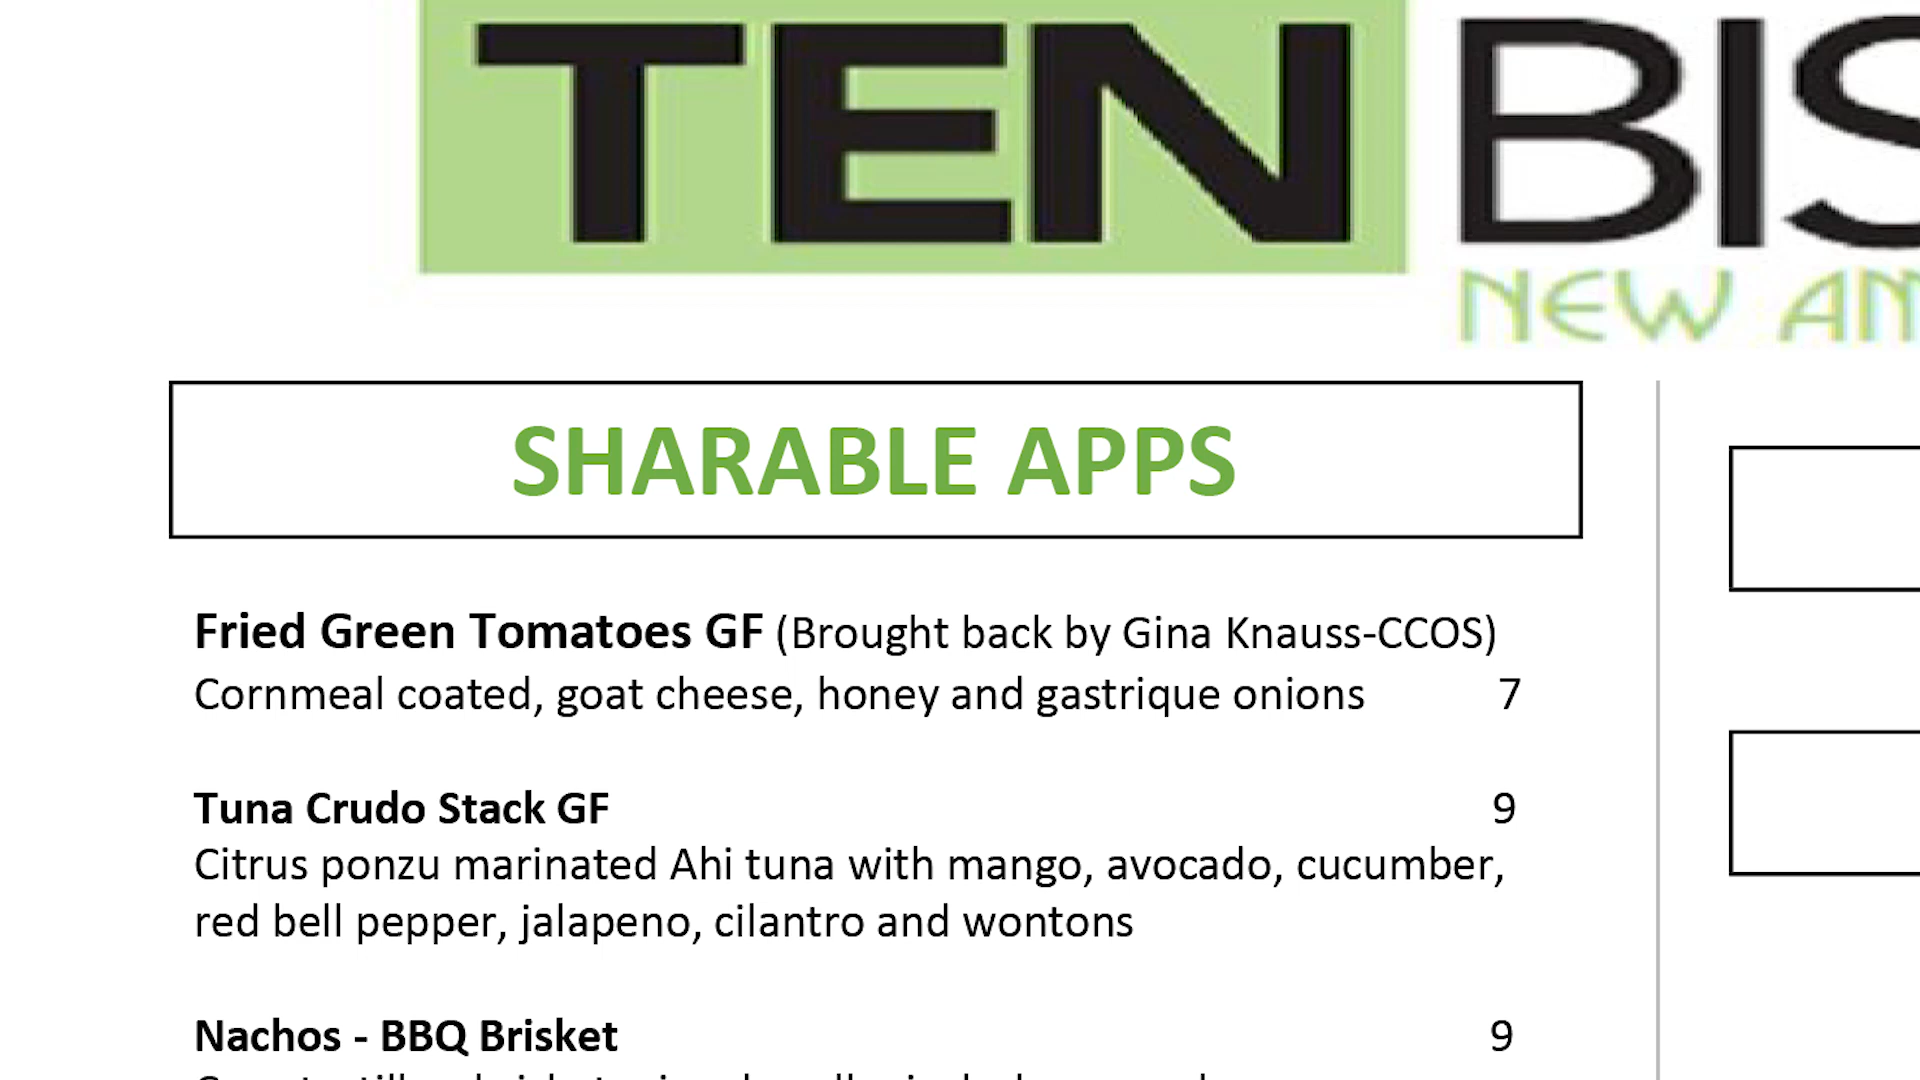 TEN BIS
NEW AM
SHARABLE APPS
Fried Green Tomatoes GF (Brought back by Gina Knauss-CCOS)
Cornmeal coated, goat cheese, honey and gastrique onions 7
Tuna Crudo Stack GF 9
Citrus ponzu marinated Ahi tuna with mango, avocado, cucumber,
red bell pepper, jalapeno, cilantro and wontons
Nachos - BBQ Brisket 9